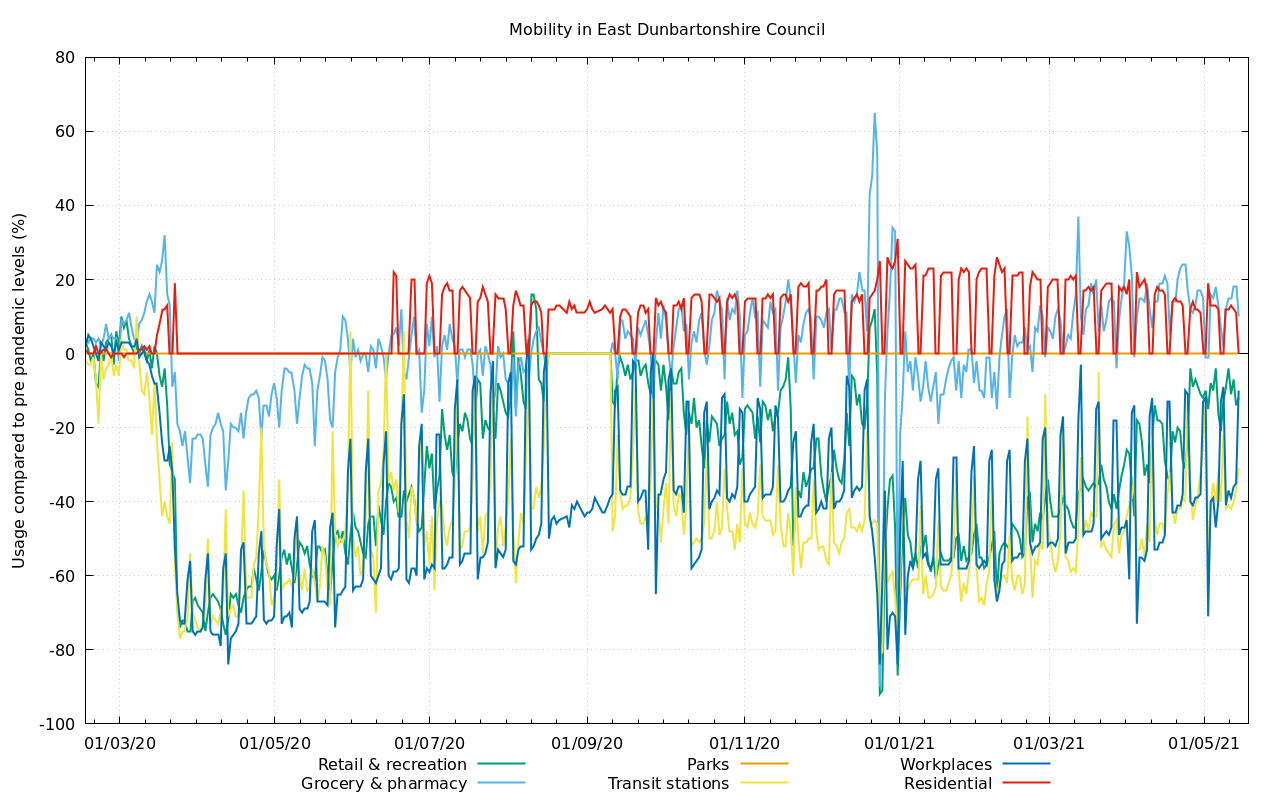 Mobility in East Dunbartonshire Council
Usage compared to pre pandemic levels (%)
80
60
40
20
0
-20
-40
-60
-80
-100
01/03/20 01/05/20 01/07/20 01/09/20 01/11/20 01/01/21 01/03/21 01/05/21
Retail & recreation Parks Workplaces
Grocery & pharmacy Transit stations Residential